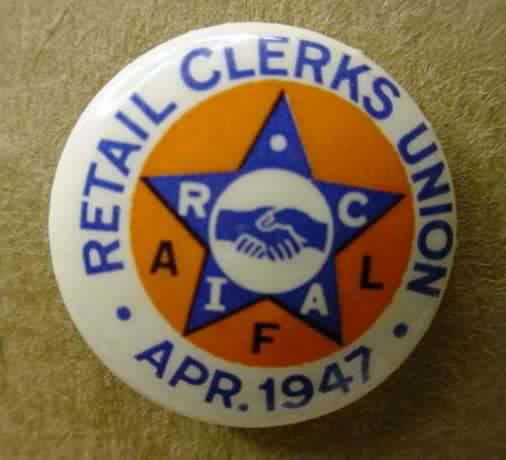 RETAIL CLERKS UNION
R C I A
A F L
APR. 1947